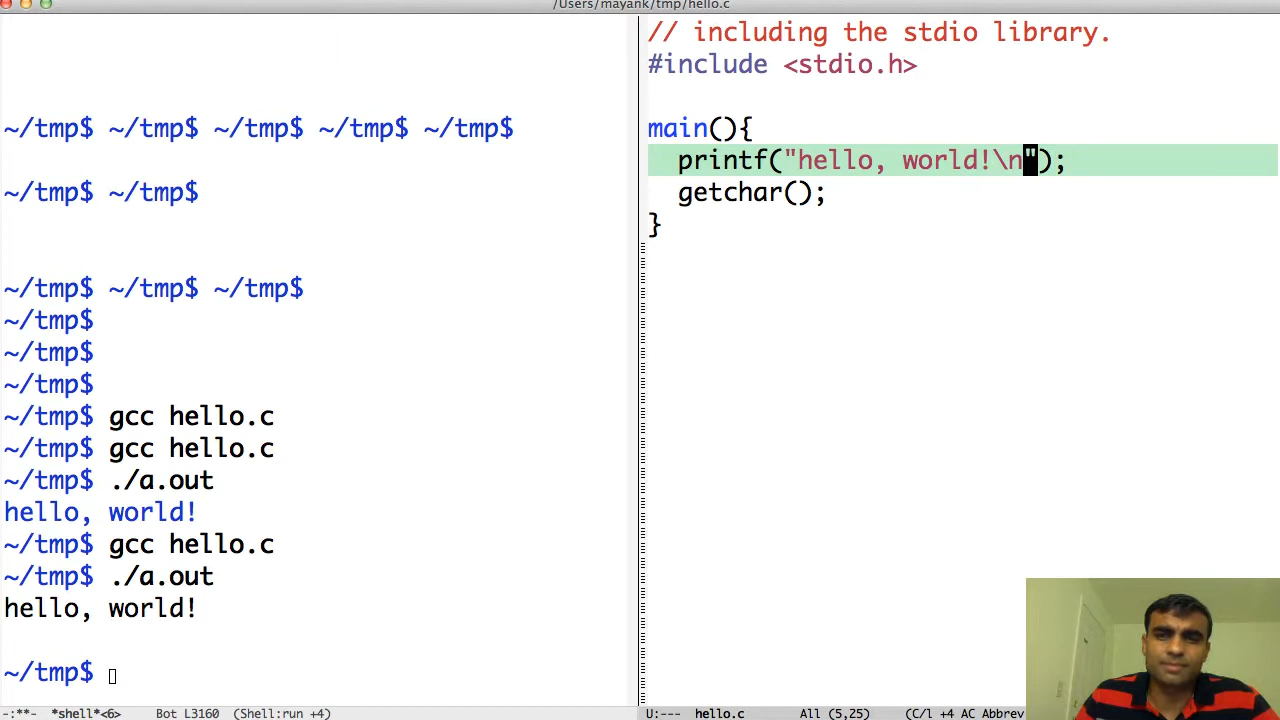 /Users/mayank/tmp/hello.c
~/tmp$ ~/tmp$ ~/tmp$ ~/tmp$ ~/tmp$
~/tmp$ ~/tmp$
~/tmp$ ~/tmp$ ~/tmp$
~/tmp$
~/tmp$
~/tmp$
~/tmp$ gcc hello.c
~/tmp$ gcc hello.c
~/tmp$ ./a.out
hello, world!
~/tmp$ gcc hello.c
~/tmp$ ./a.out
hello, world!
~/tmp$
-:**- *shell*<6> Bot L3160 (Shell:run +4)
// including the stdio library.
#include <stdio.h>
main(){
printf("hello, world!\n");
getchar();
}
U:--- hello.c All (5,25) (C/l +4 AC Abbrev